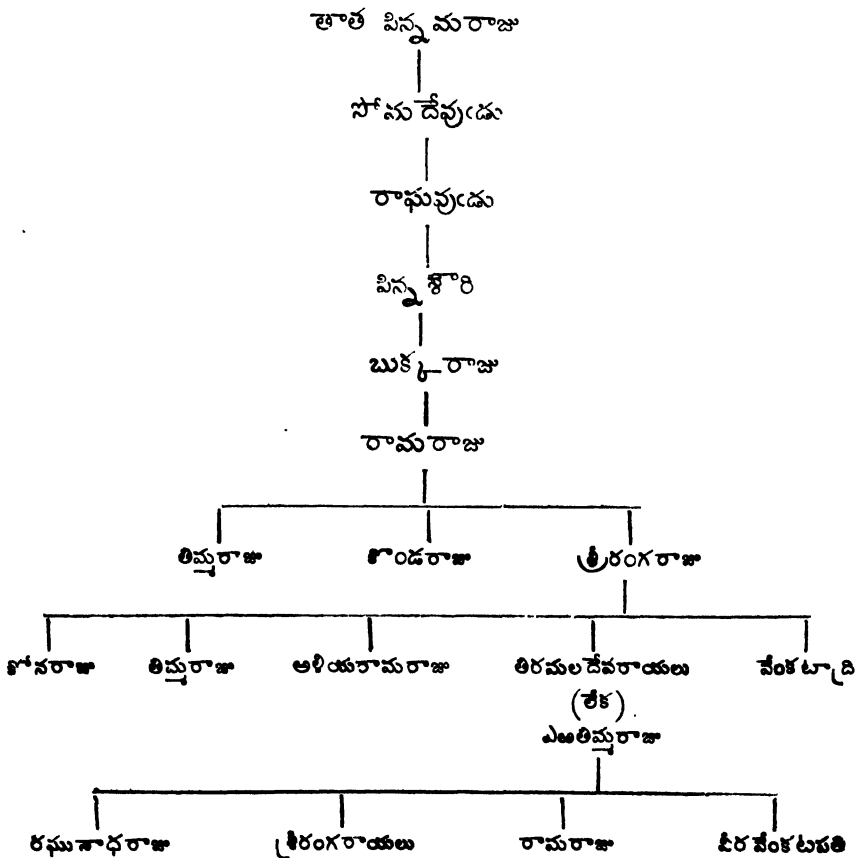 తాత పిన్నమరాజు
సోమదేవుఁడు
రాఘవుఁడు
పిన్నశౌరి
బుక్కరాజు
రామరాజు
తిమ్మరాజు కొండరాజు శ్రీరంగరాజు
కోనరాజు తిమ్మరాజు అళీయరామరాజు తిరమలదేవరాయలు వేంకటాద్రి
(లేక)
ఎఱతిమ్మరాజు
రఘునాధరాజు శ్రీరంగరాయలు రామరాజు వీరవేంకటపతి